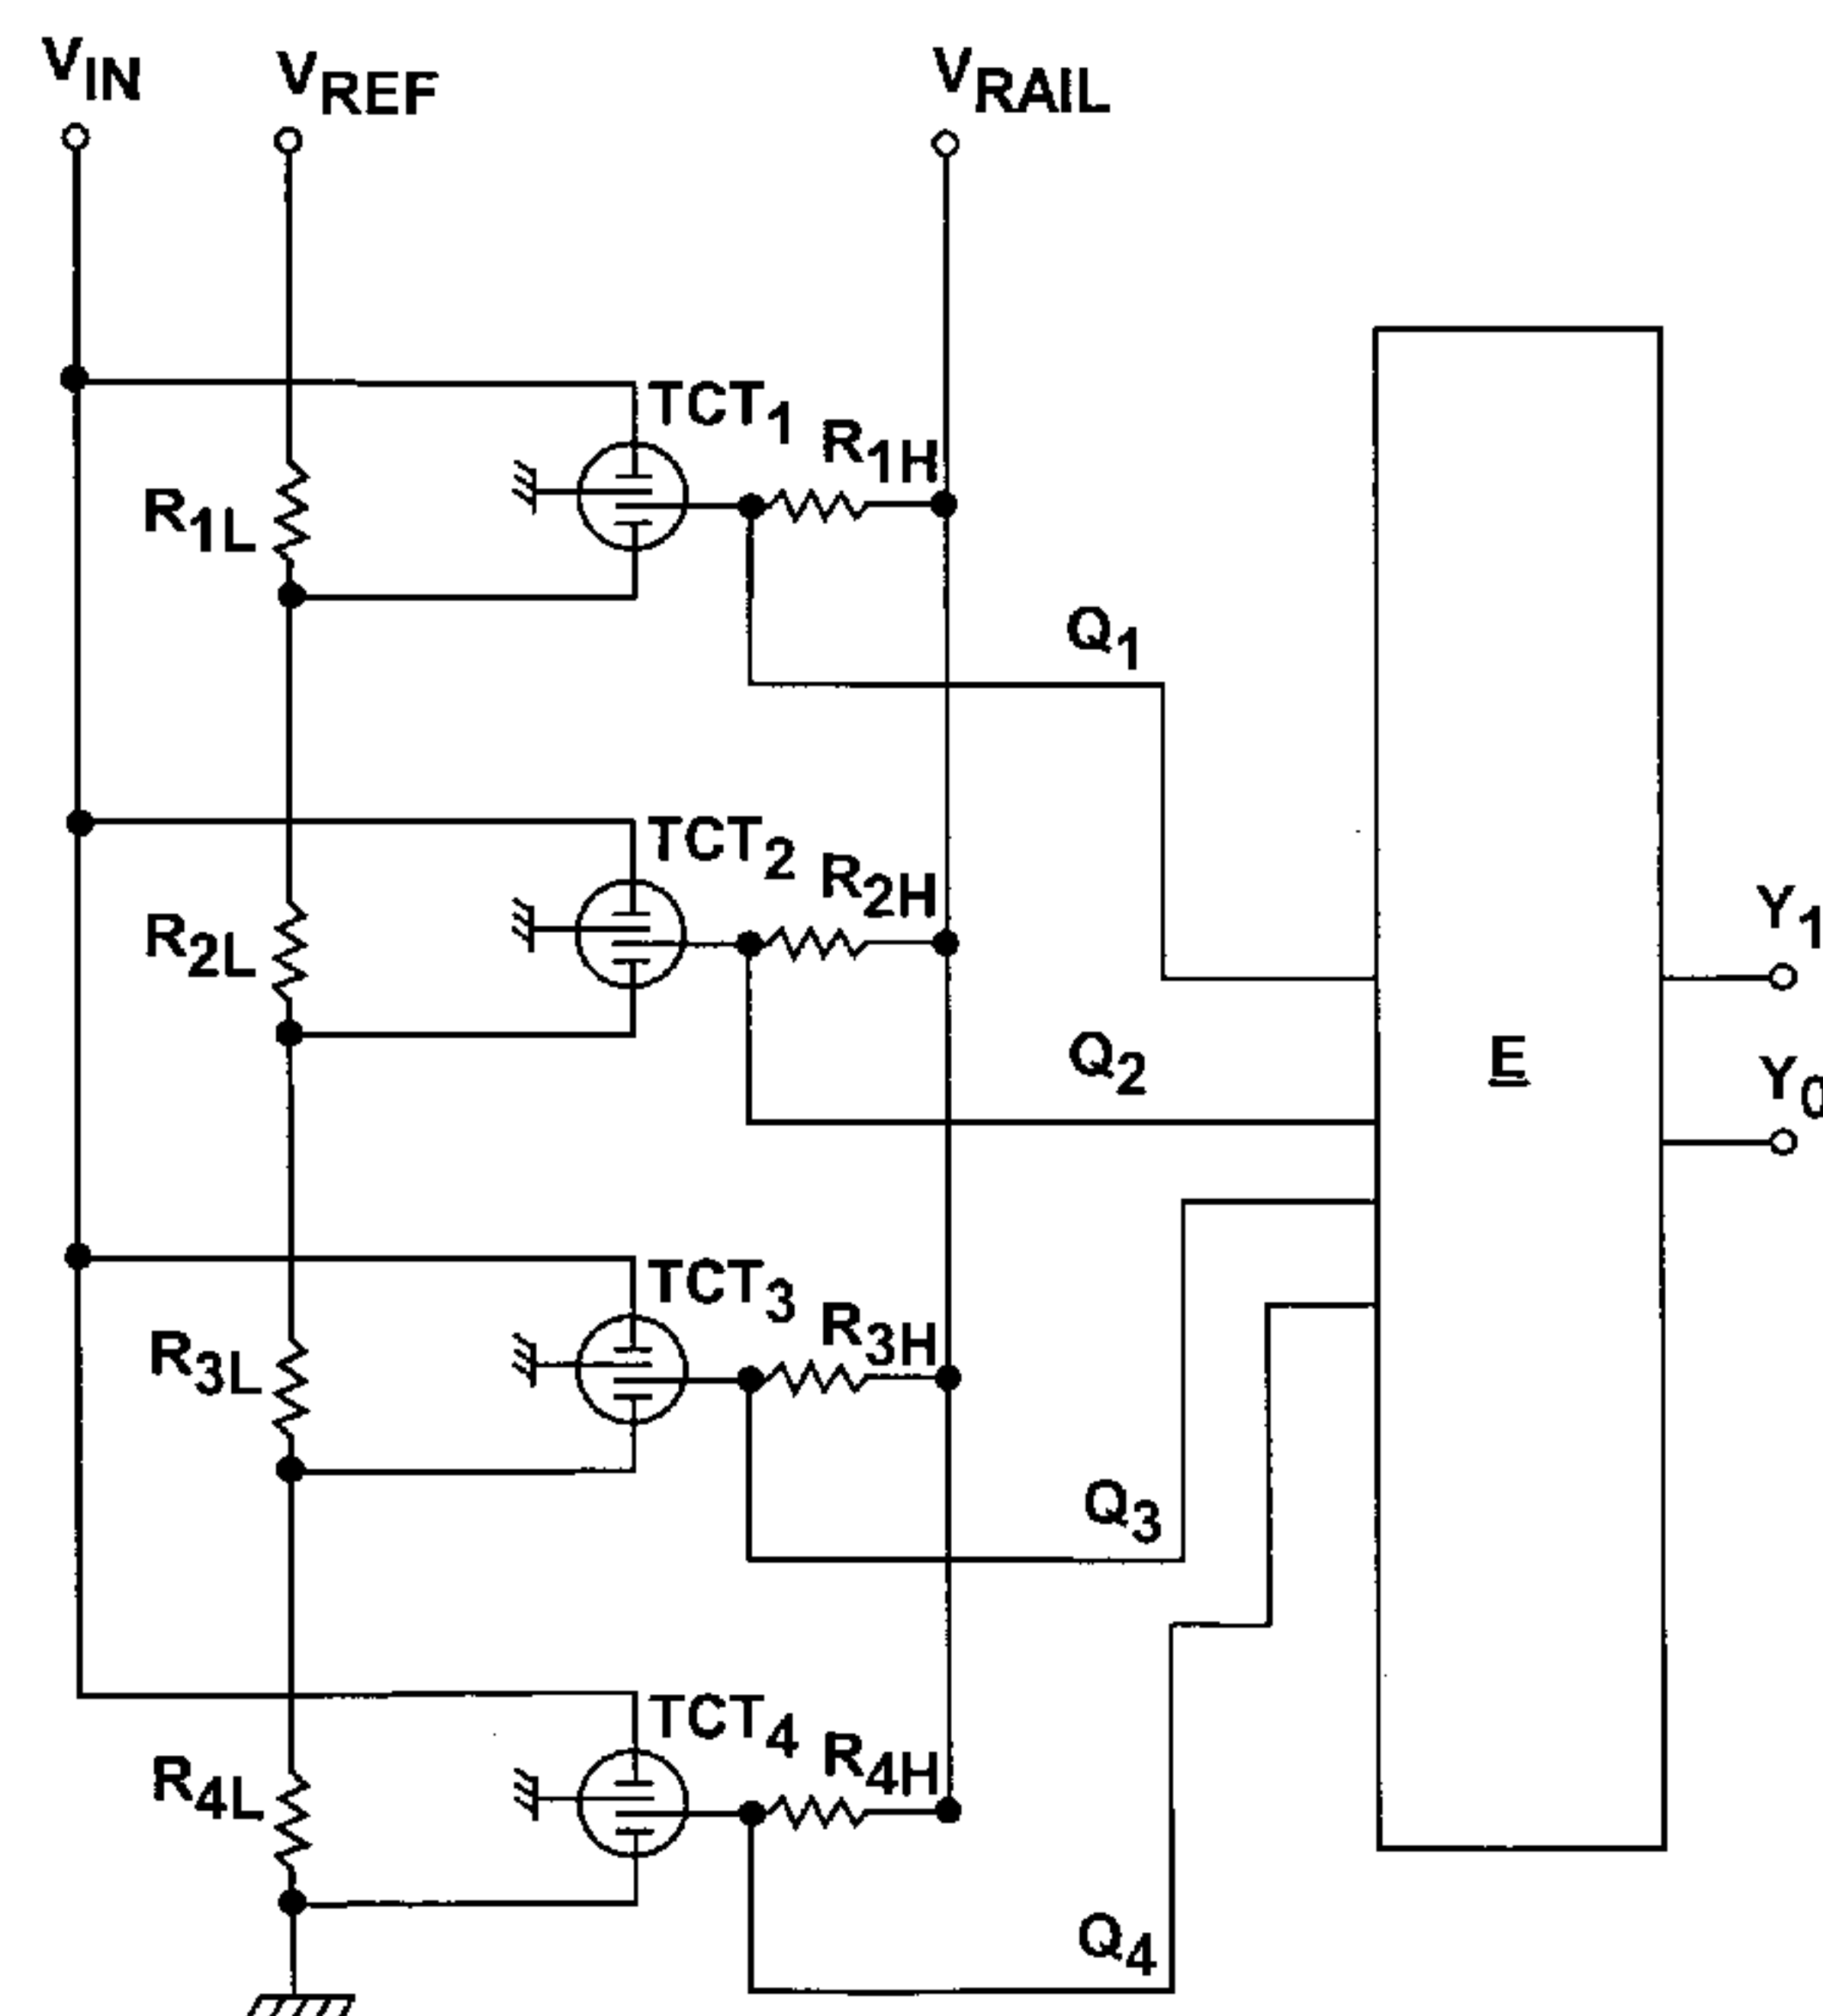 VIN
VREF
VRAIL
TCT1
R1H
R1L
Q1
TCT2
R2H
R2L
Y1
Q2
E
Y0
TCT3
R3H
R3L
Q3
TCT4
R4H
R4L
Q4